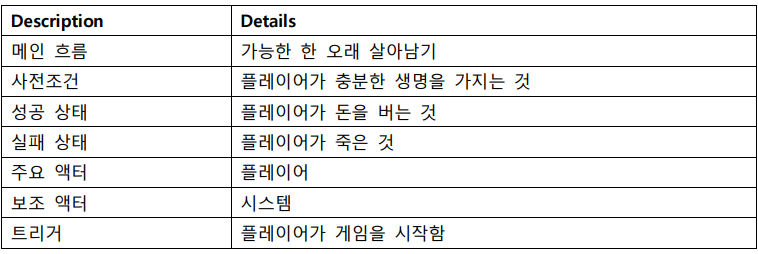 Description Details
메인 흐름 가능한 한 오래 살아남기
사전조건 플레이어가 충분한 생명을 가지는 것
성공 상태 플레이어가 돈을 버는 것
실패 상태 플레이어가 죽은 것
주요 액터 플레이어
보조 액터 시스템
트리거 플레이어가 게임을 시작함